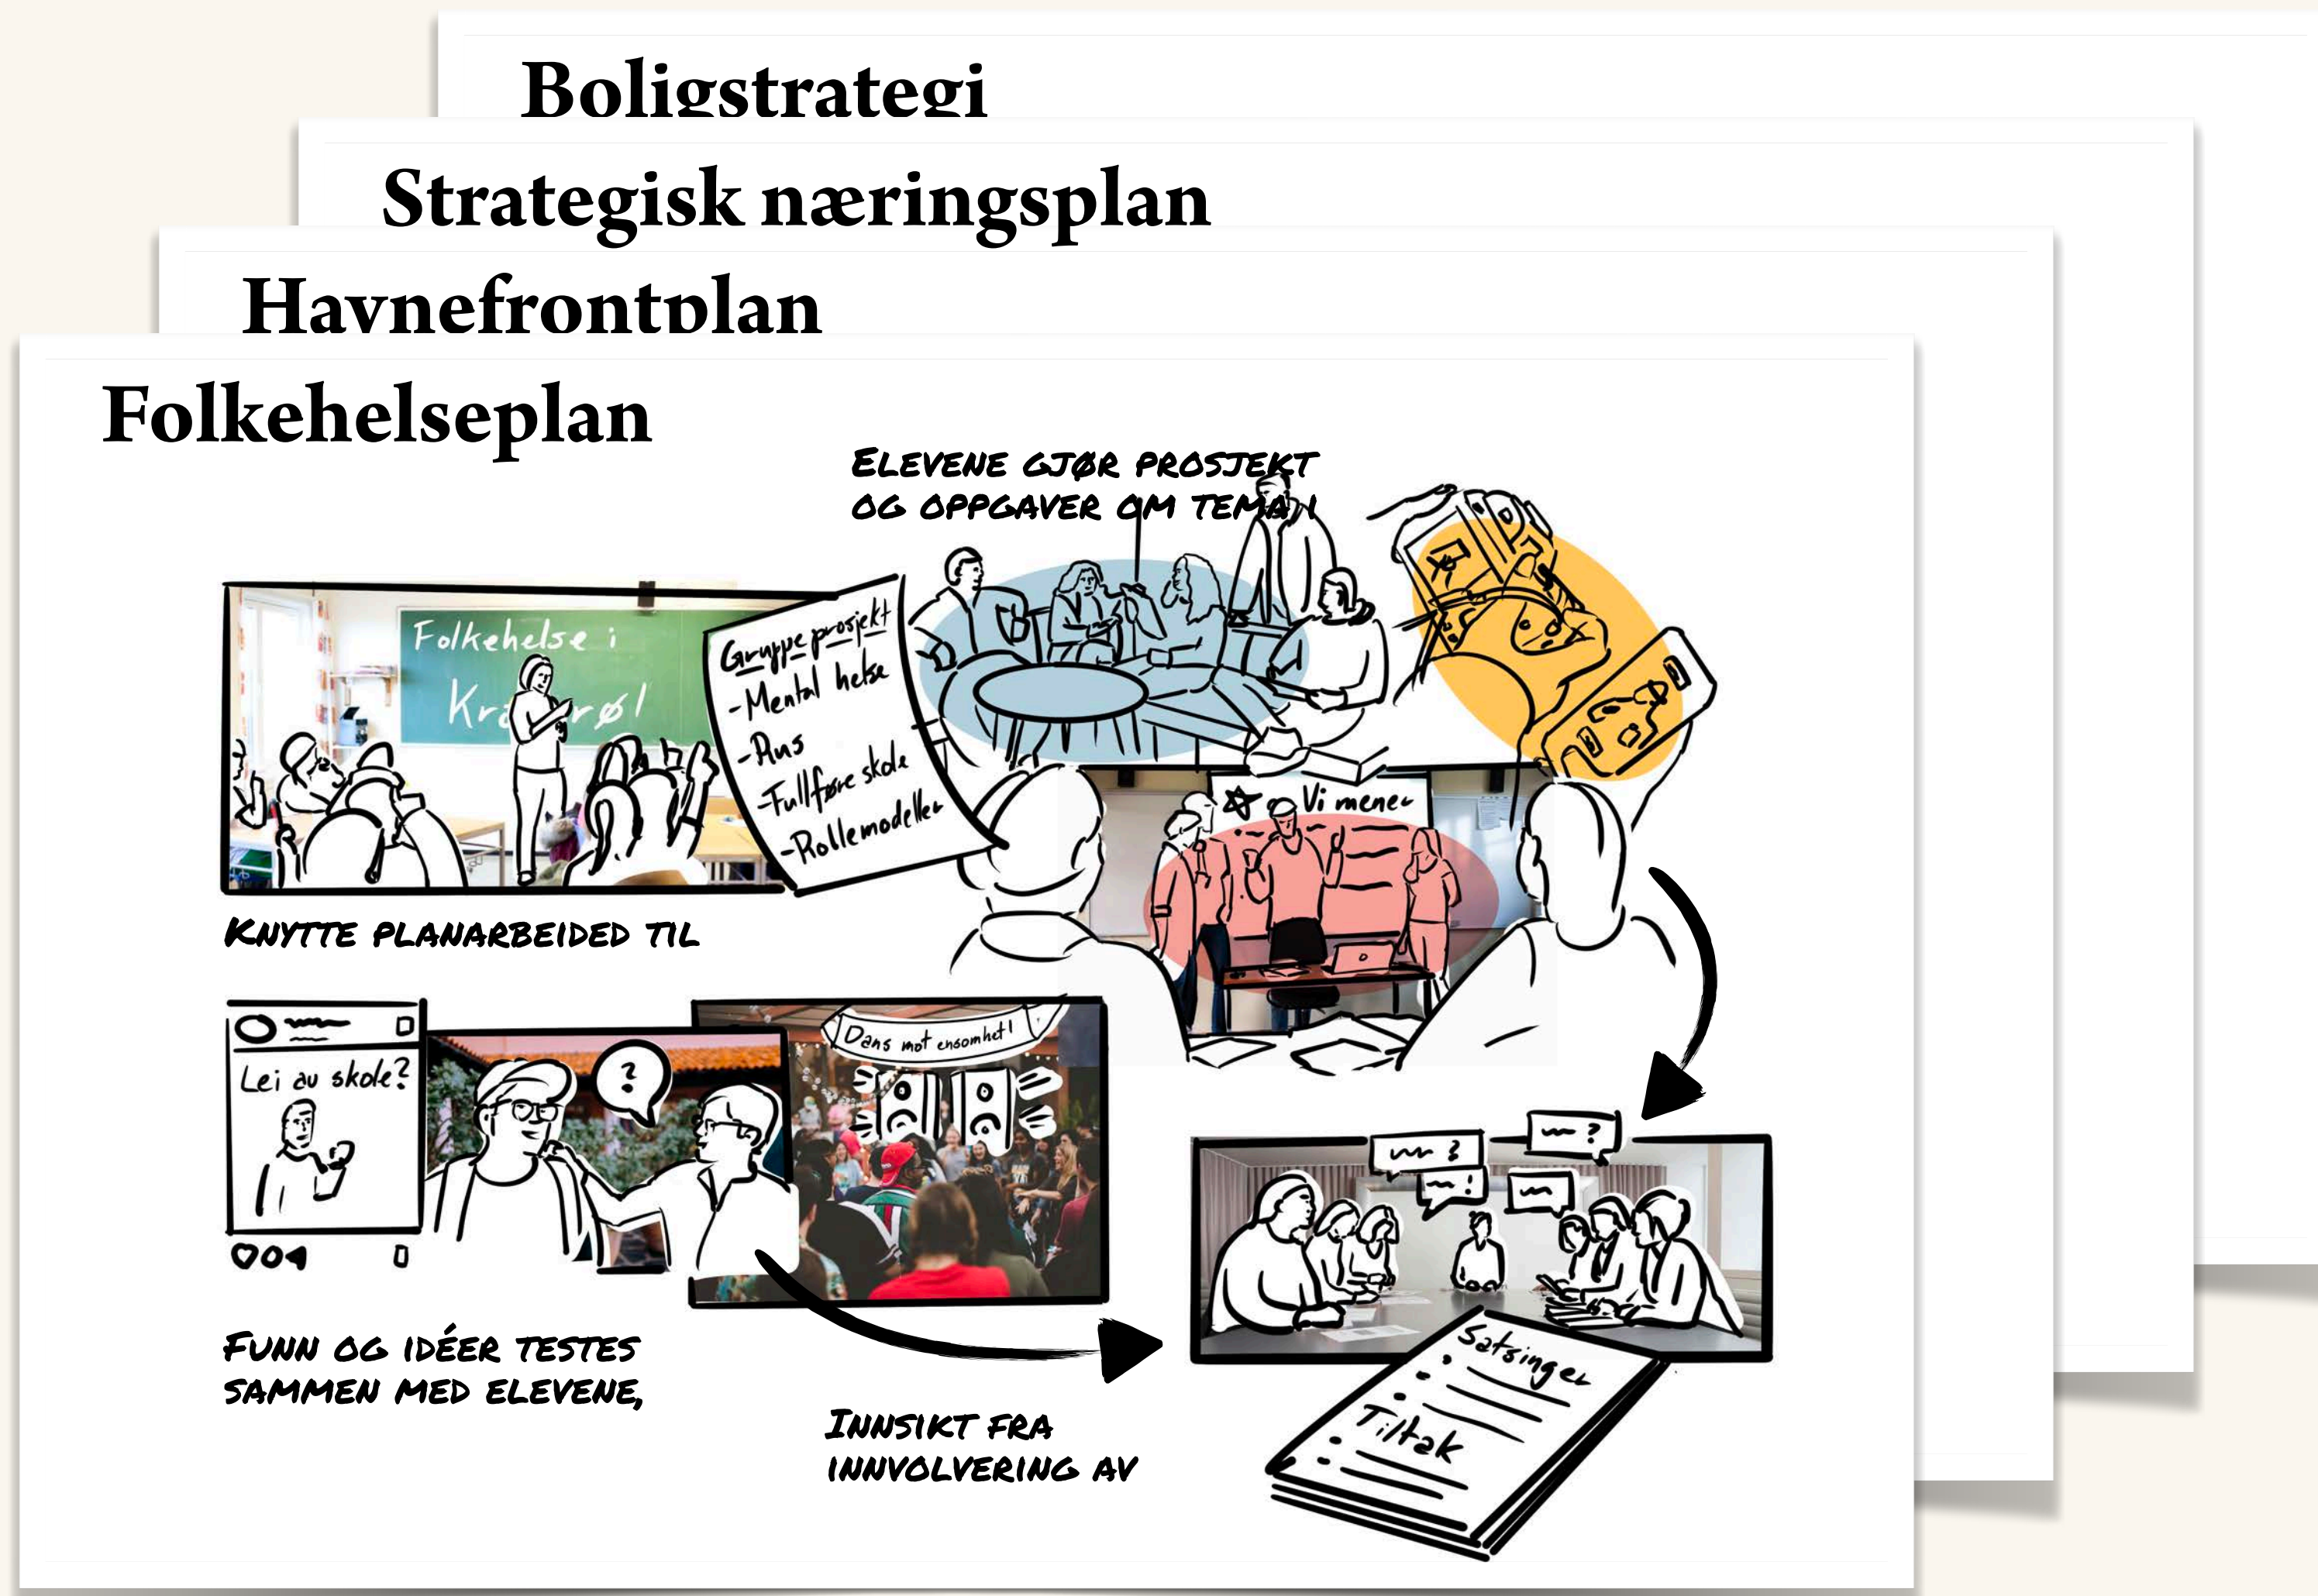 Boligstrategi
Strategisk næringsplan
Havnefrontplan
Folkehelseplan
ELEVENE GJØR PROSJEKT
OG OPPGAVER OM TEMA I
Folkehelse i
Gruppeprosjekt
-Mental helse
-Rus
-Fullføre skole
-Rollemodeller
Vi mener
KNYTTE PLANARBEIDED TIL
Lei av skole?
?
Dans mot ensomhet!
?
?
!
FUNN OG IDÉER TESTES
SAMMEN MED ELEVENE,
INNSIKT FRA
INNVOLVERING AV
Satsinger
Tiltak